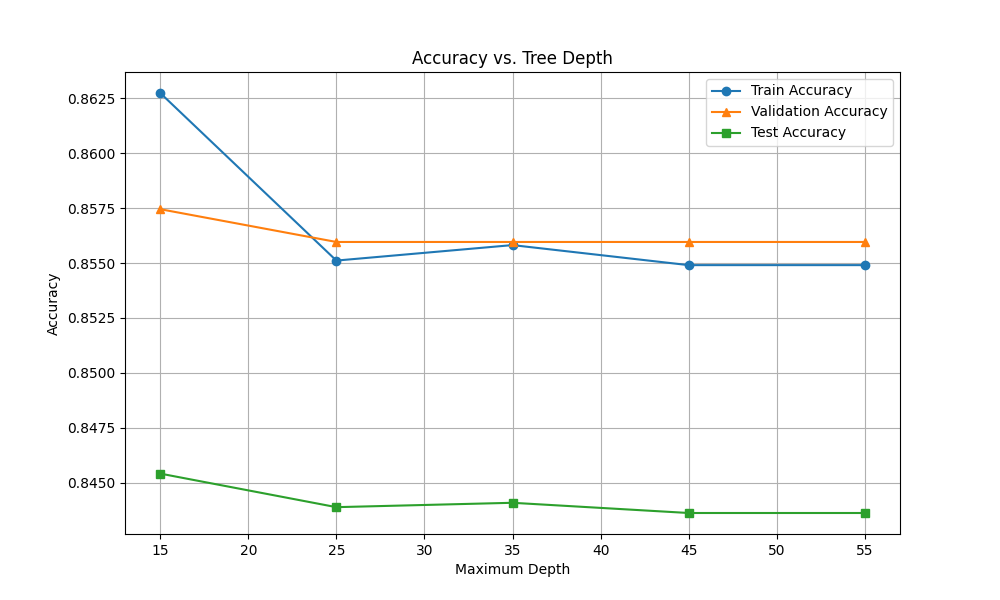 Accuracy vs. Tree Depth
Train Accuracy
Validation Accuracy
Test Accuracy
Accuracy
0.8625
0.8600
0.8575
0.8550
0.8525
0.8500
0.8475
0.8450
15 20 25 30 35 40 45 50 55
Maximum Depth